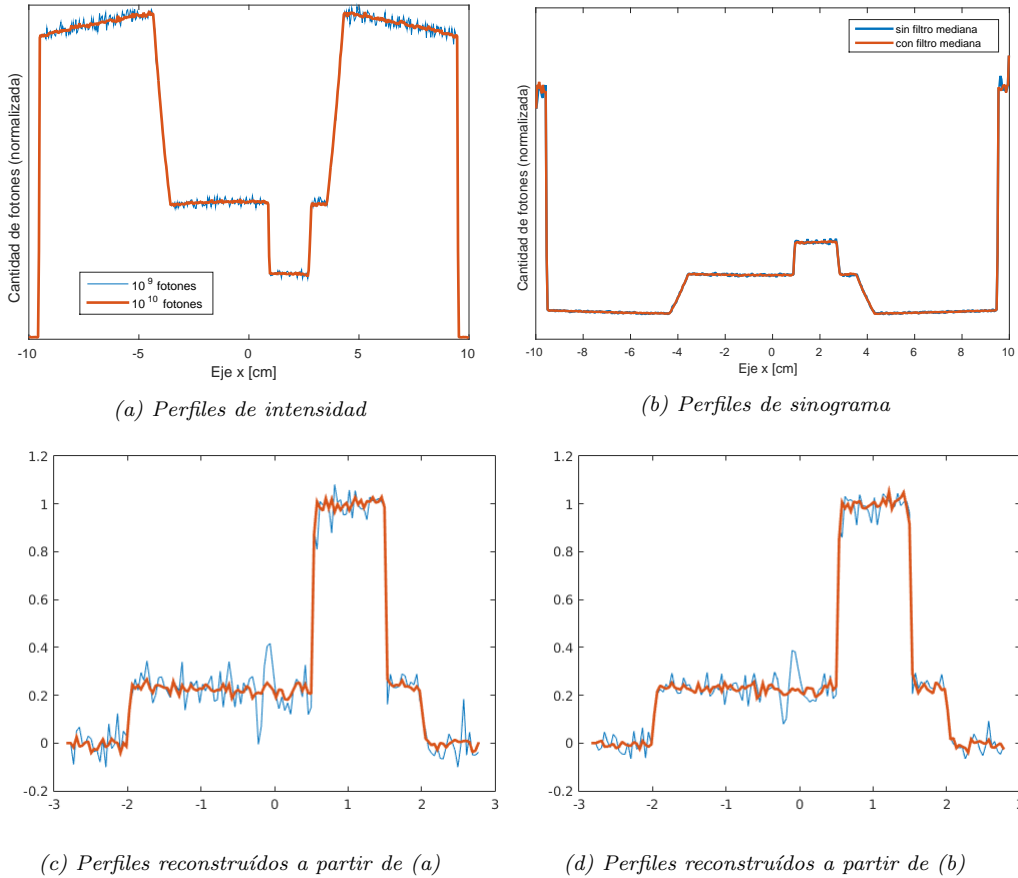 Cantidad de fotones (normalizada)
10^9 fotones
10^10 fotones
-10 -5 0 5 10
Eje x [cm]
(a) Perfiles de intensidad
Cantidad de fotones (normalizada)
sin filtro mediana
con filtro mediana
-10 -8 -6 -4 -2 0 2 4 6 8 10
Eje x [cm]
(b) Perfiles de sinograma
1.2
1
0.8
0.6
0.4
0.2
0
-0.2
-3 -2 -1 0 1 2 3
(c) Perfiles reconstruídos a partir de (a)
1.2
1
0.8
0.6
0.4
0.2
0
-0.2
-3 -2 -1 0 1 2 3
(d) Perfiles reconstruídos a partir de (b)